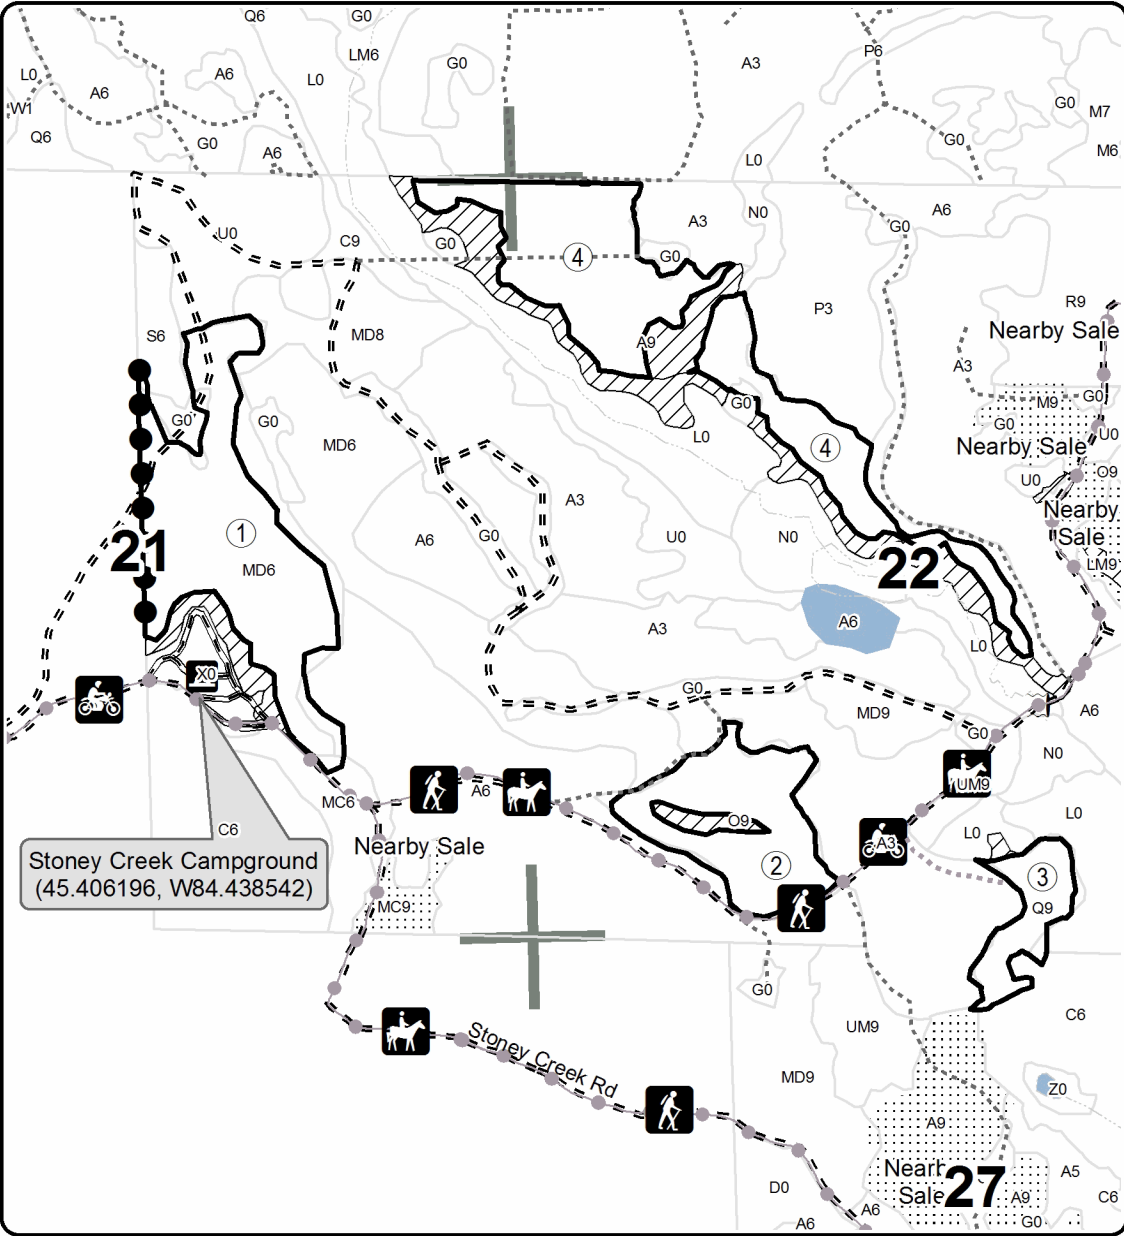 Q6
G0
LM6
G0
A3
P6
L0
A6
A6
L0
W1
G0
M7
Q6
G0
A6
L0
G0
M6
A3
N0
A6
U0
C9
G0
4
G0
G0
R9
S6
MD8
A9
P3
Nearby Sale
A3
G0
G0
G0
M9
G0
MD6
L0
4
G0
Nearby Sale
U0
A3
U0
O9
1
A6
G0
U0
N0
Nearby
Sale
21
MD6
22
LM9
A3
A6
L0
X0
G0
MD9
A6
G0
N0
MC6
A6
UM9
C6
Nearby Sale
O9
A3
L0
L0
Stoney Creek Campground
(45.406196, W84.438542)
2
3
MC9
Q9
G0
Stoney Creek Rd
UM9
C6
MD9
Z0
A9
Nearb
Sale
27
A5
D0
A9
C6
A6
A6
G0